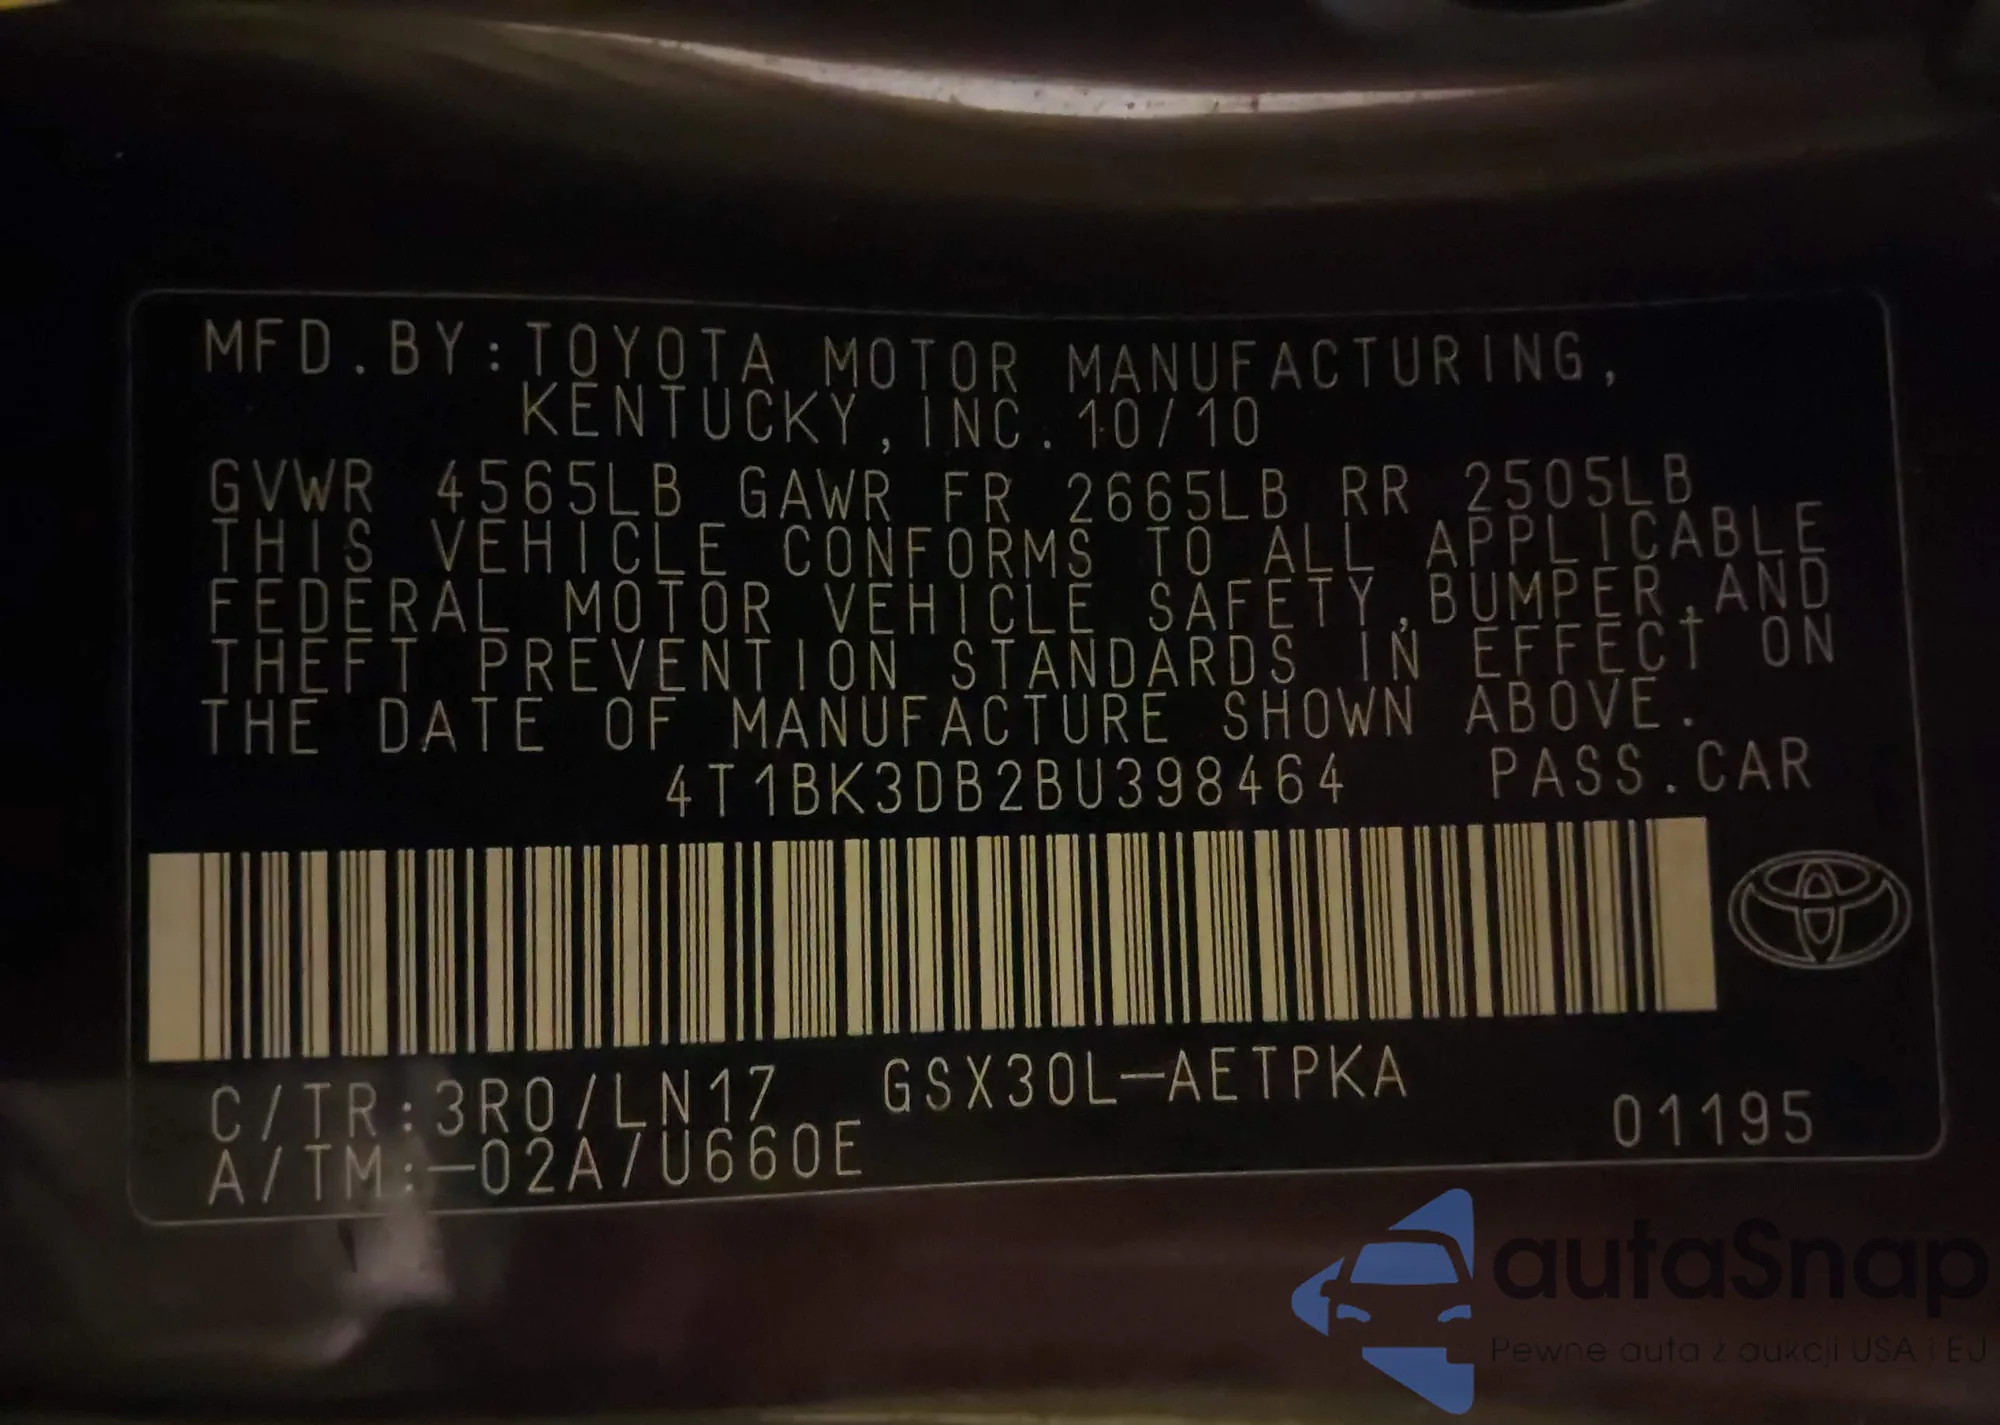 MFD.BY:TOYOTA MOTOR MANUFACTURING,
KENTUCKY,INC.10/10
GVWR 4565LB GAWR FR 2665LB RR 2505LB
THIS VEHICLE CONFORMS TO ALL APPLICABLE
FEDERAL MOTOR VEHICLE SAFETY,BUMPER,AND
THEFT PREVENTION STANDARDS IN EFFECT ON
THE DATE OF MANUFACTURE SHOWN ABOVE.
4T1BK3DB2BU398464 PASS.CAR
C/TR:3R0/LN17 GSX30L-AETPKA
A/TM:-02A/U660E 01195
autaSnap
Pewne auta z aukcji USA i EU